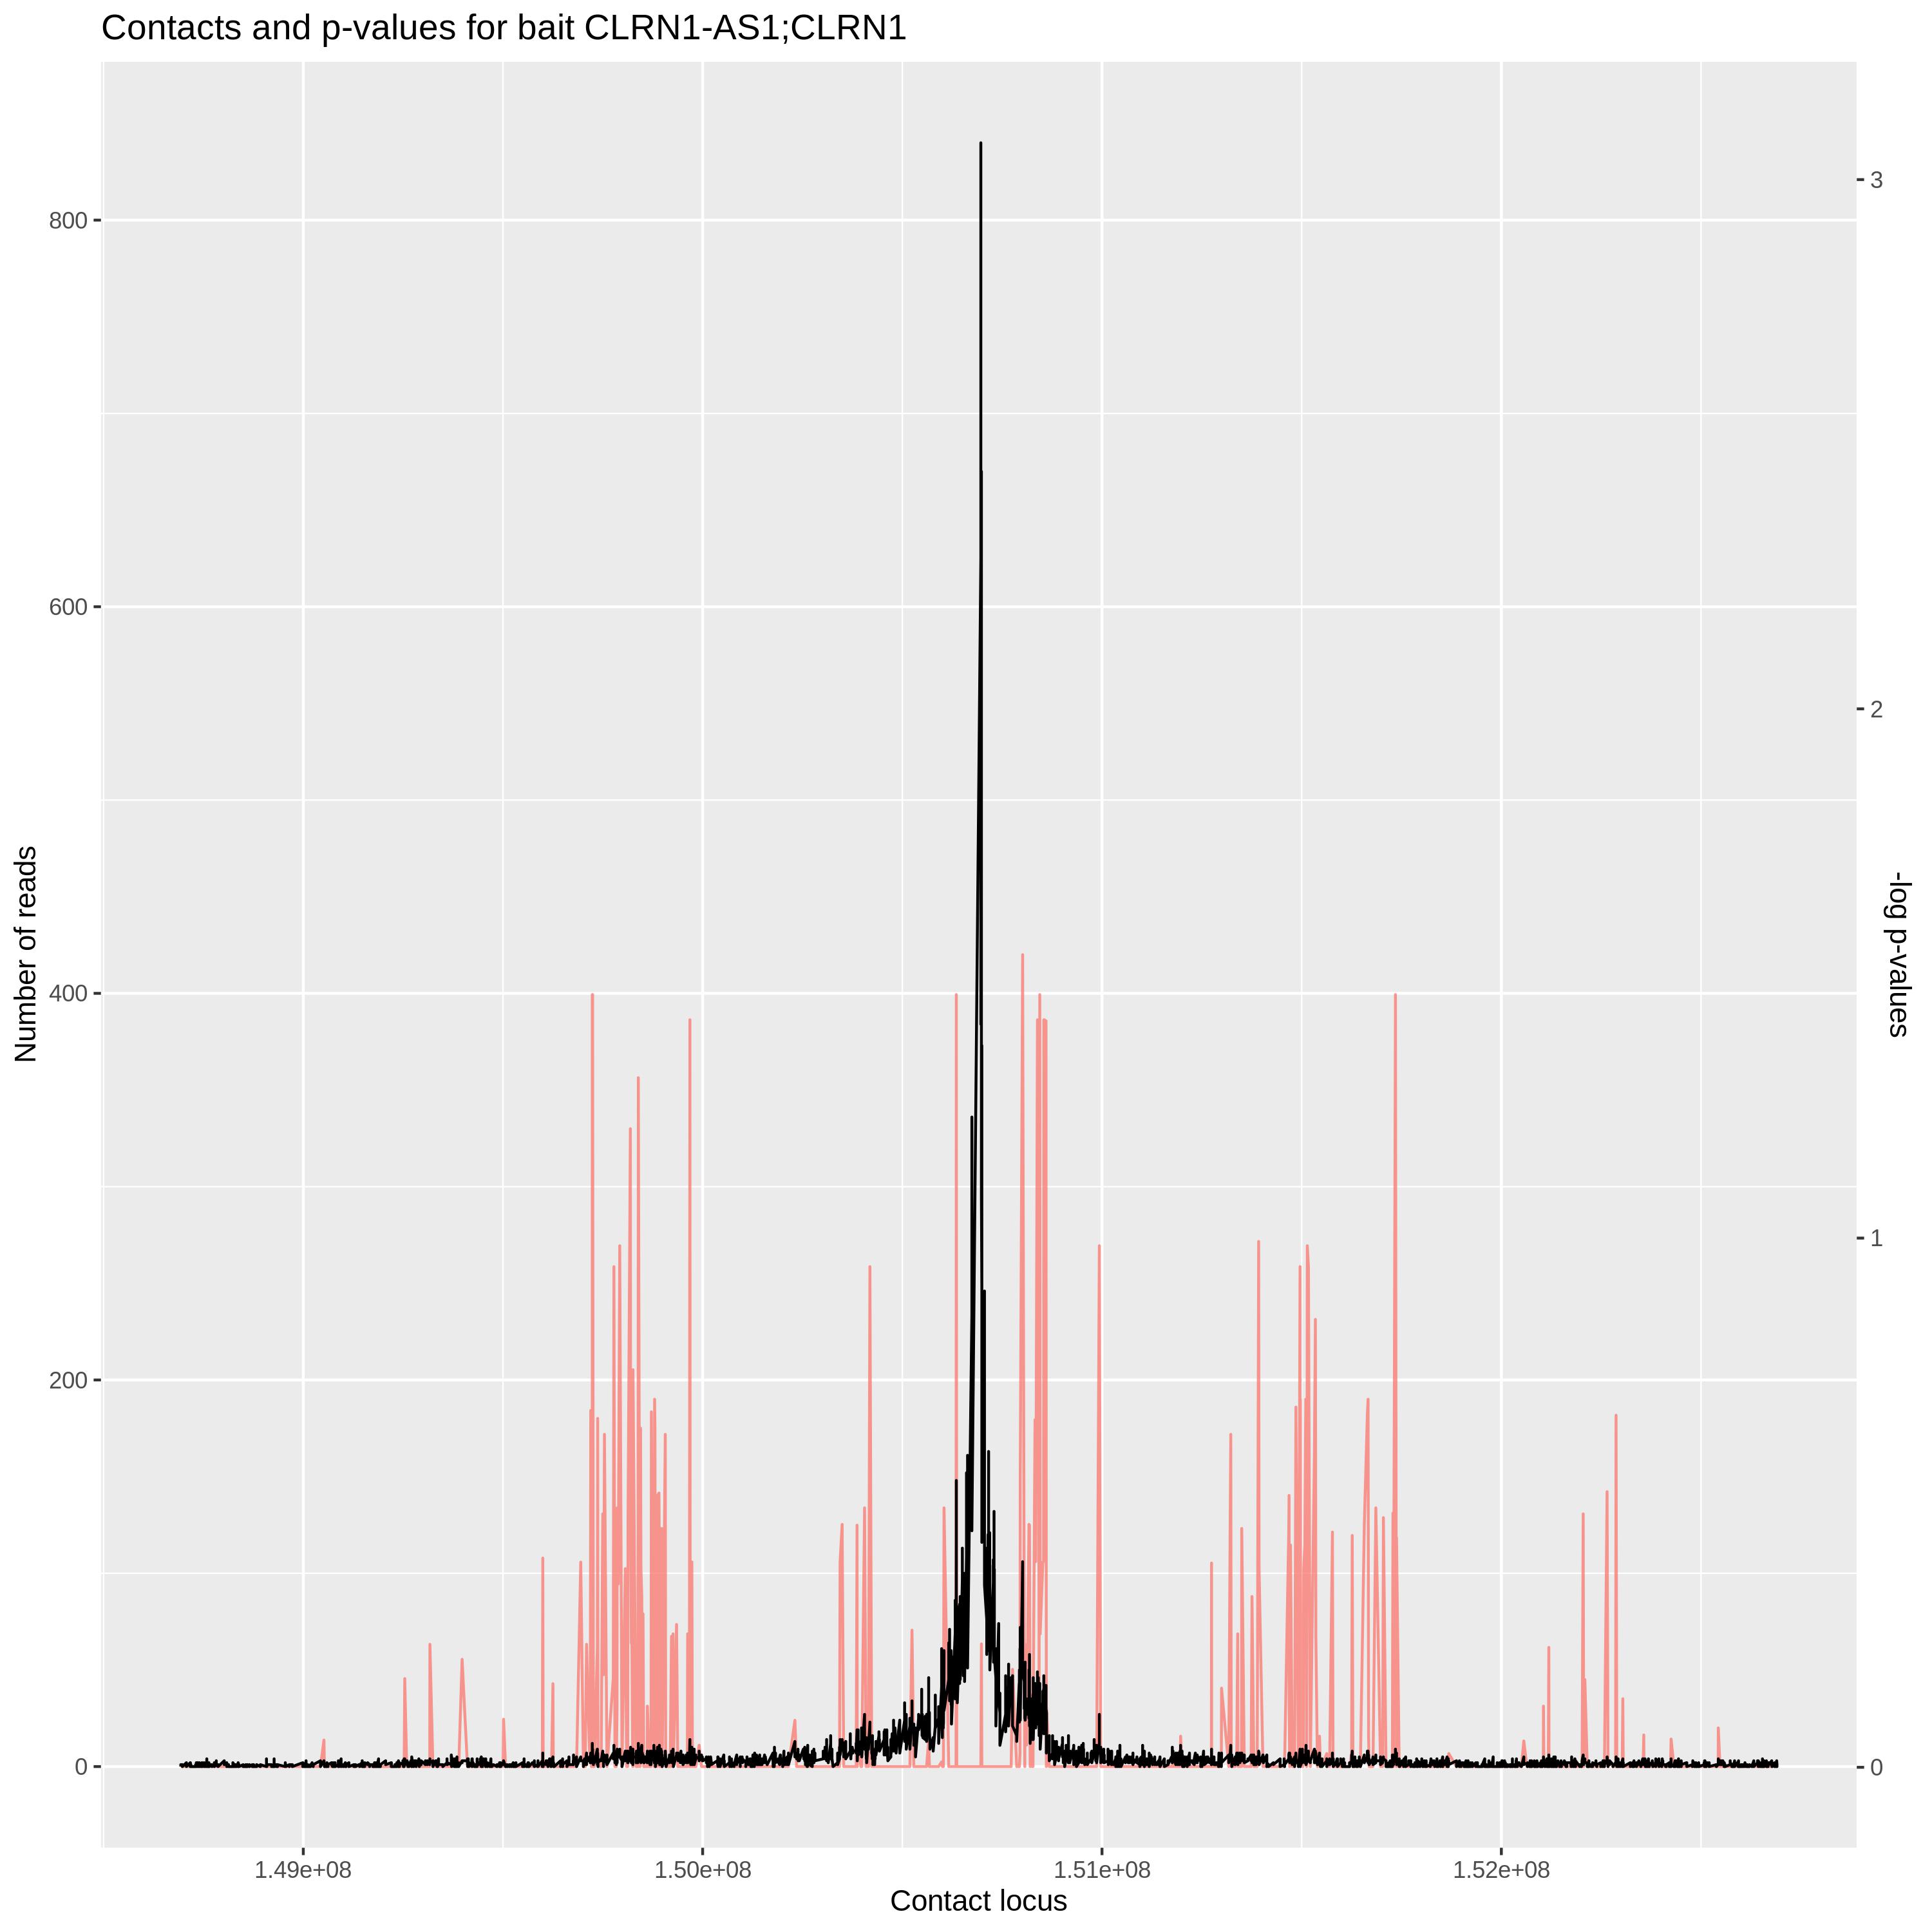 Contacts and p-values for bait CLRN1-AS1;CLRN1
800
600
400
200
0
Number of reads
3
2
1
0
-log p-values
1.49e+08
1.50e+08
1.51e+08
1.52e+08
Contact locus